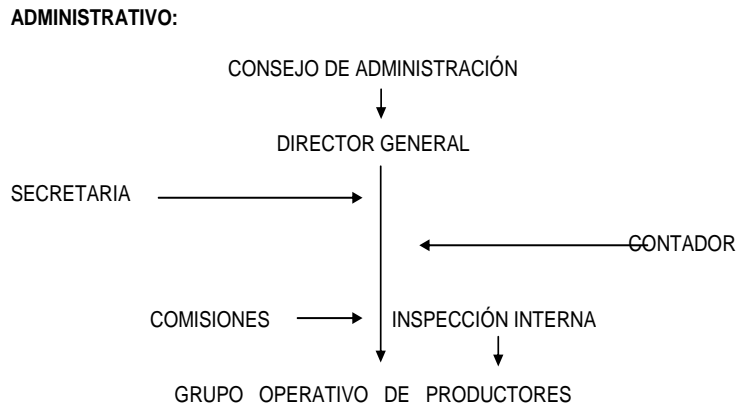 ADMINISTRATIVO:
CONSEJO DE ADMINISTRACIÓN
DIRECTOR GENERAL
SECRETARIA
CONTADOR
COMISIONES INSPECCIÓN INTERNA
GRUPO OPERATIVO DE PRODUCTORES